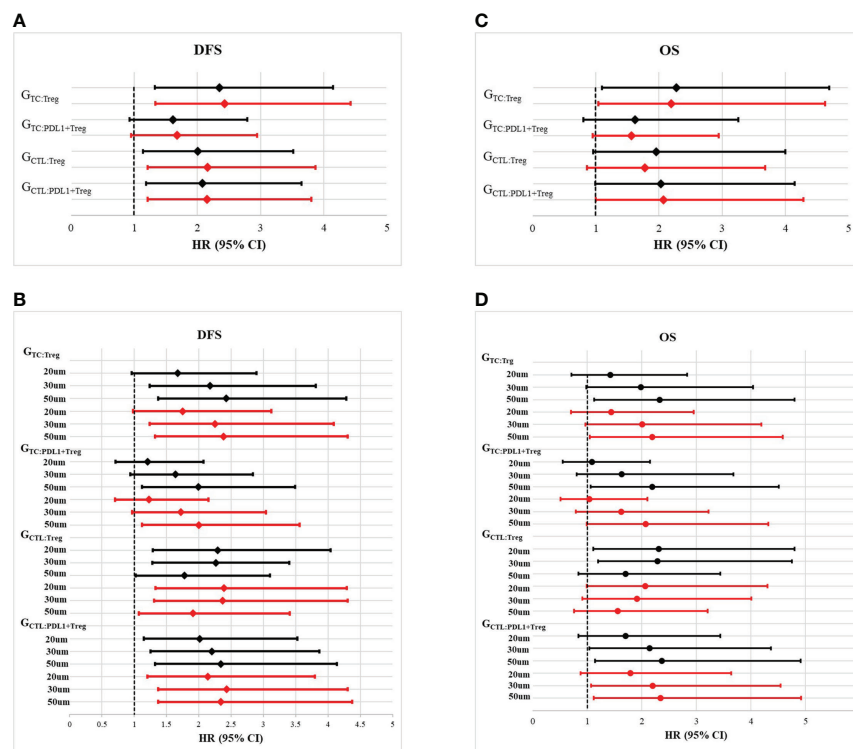 A
DFS
GTC:Treg
GTC:PDL1+Treg
GCTL:Treg
GCTL:PDL1+Treg
0 1 2 3 4 5
HR (95% CI)
C
OS
GTC:Treg
GTC:PDL1+Treg
GCTL:Treg
GCTL:PDL1+Treg
0 1 2 3 4 5
HR (95% CI)
B
DFS
GTC:Treg
20um
30um
50um
20um
30um
50um
GTC:PDL1+Treg
20um
30um
50um
20um
30um
50um
GCTL:Treg
20um
30um
50um
20um
30um
50um
GCTL:PDL1+Treg
20um
30um
50um
20um
30um
50um
0 0.5 1 1.5 2 2.5 3 3.5 4 4.5 5
HR (95% CI)
D
OS
GTC:Trg
20um
30um
50um
20um
30um
50um
GTC:PDL1+Treg
20um
30um
50um
20um
30um
50um
GCTL:Treg
20um
30um
50um
20um
30um
50um
GCTL:PDL1+Treg
20um
30um
50um
20um
30um
50um
0 1 2 3 4 5
HR (95% CI)